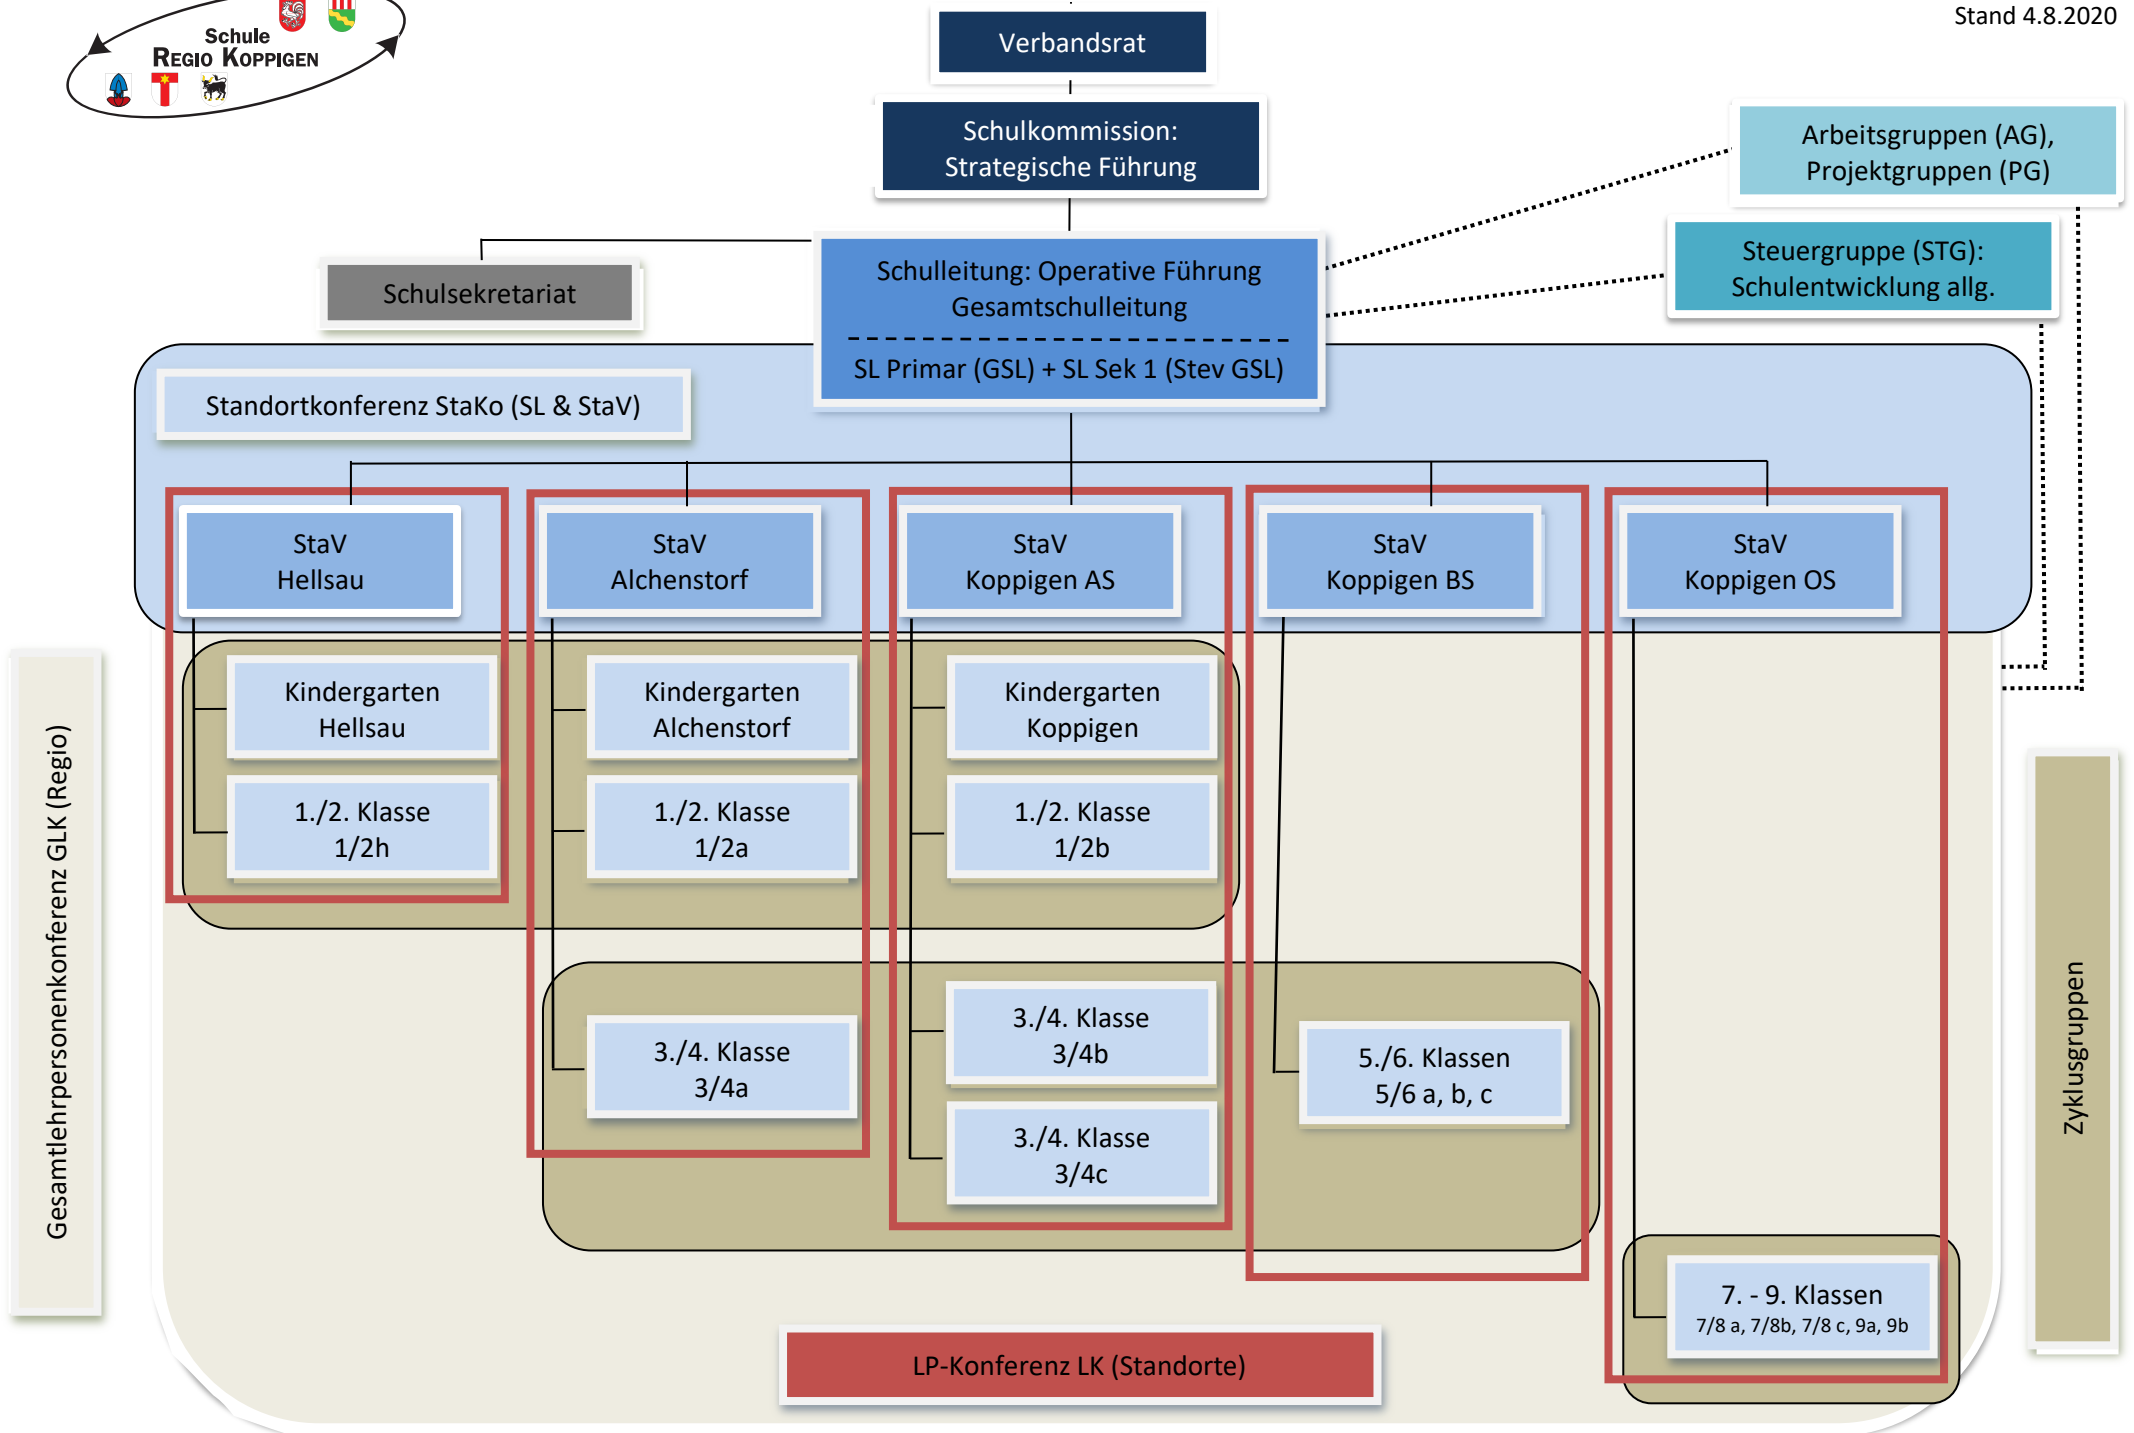 Schule
REGIO KOPPIGEN
Stand 4.8.2020
Verbandsrat
Schulkommission:
Strategische Führung
Arbeitsgruppen (AG),
Projektgruppen (PG)
Steuergruppe (STG):
Schulentwicklung allg.
Schulsekretariat
Schulleitung: Operative Führung
Gesamtschulleitung
SL Primar (GSL) + SL Sek 1 (Stev GSL)
Standortkonferenz StaKo (SL & StaV)
StaV
Hellsau
StaV
Alchenstorf
StaV
Koppigen AS
StaV
Koppigen BS
StaV
Koppigen OS
Kindergarten
Hellsau
Kindergarten
Alchenstorf
Kindergarten
Koppigen
1./2. Klasse
1/2h
1./2. Klasse
1/2a
1./2. Klasse
1/2b
3./4. Klasse
3/4a
3./4. Klasse
3/4b
3./4. Klasse
3/4c
5./6. Klassen
5/6 a, b, c
7. - 9. Klassen
7/8 a, 7/8b, 7/8 c, 9a, 9b
Gesamtlehrpersonenkonferenz GLK (Regio)
Zyklusgruppen
LP-Konferenz LK (Standorte)